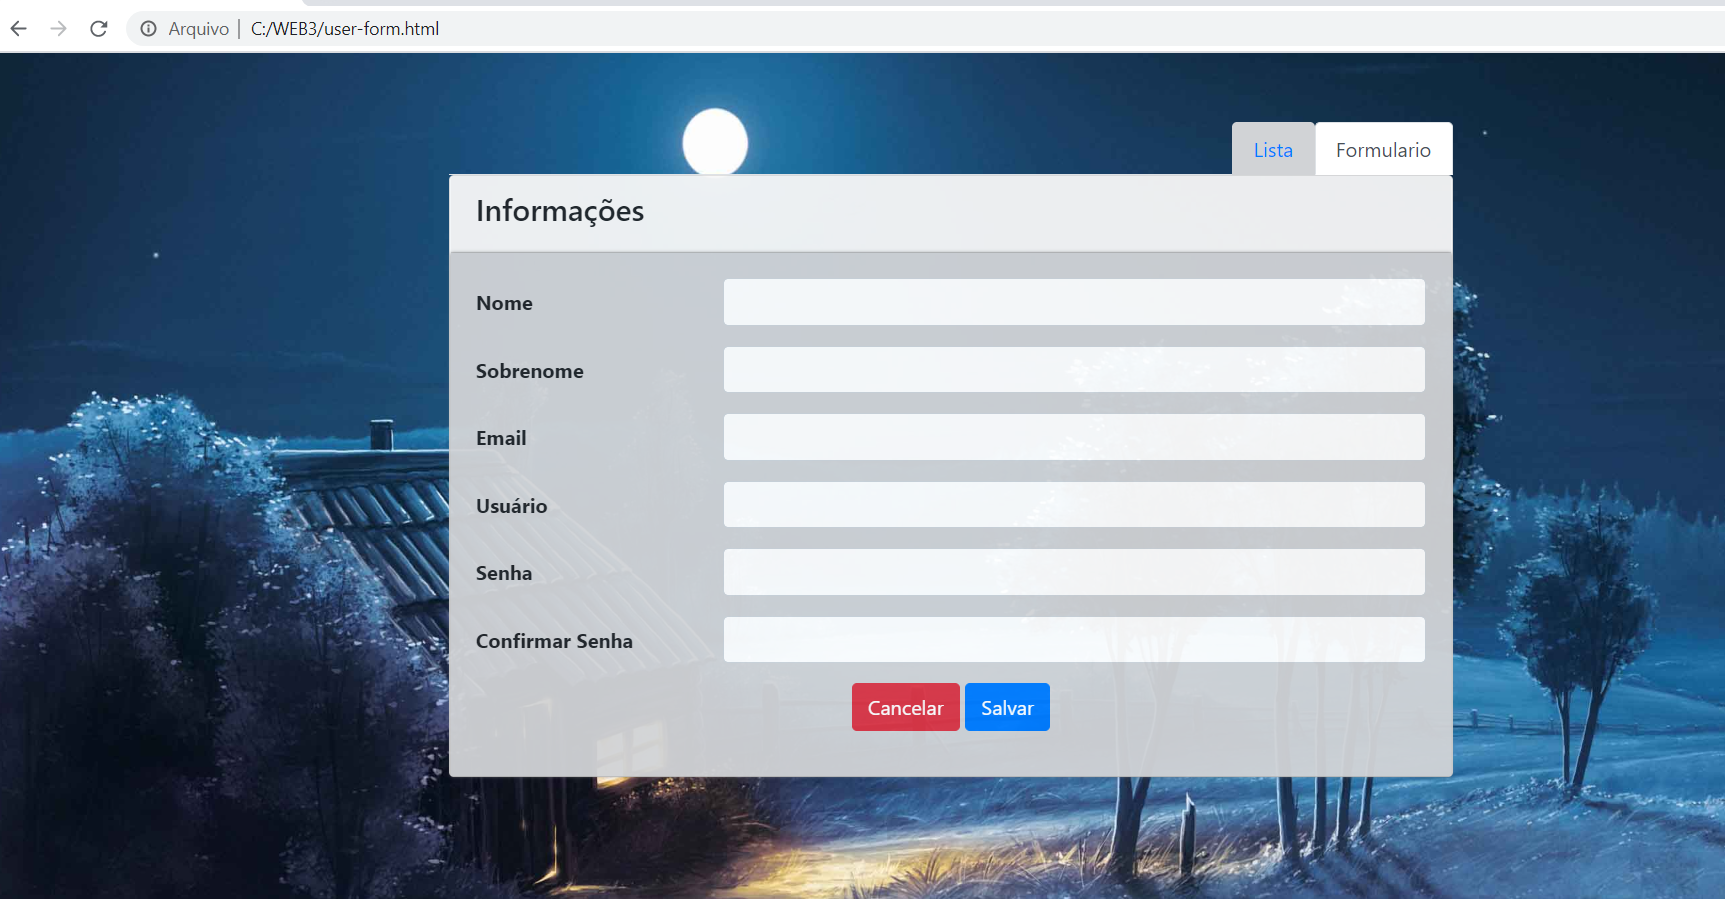 Arquivo | C:/WEB3/user-form.html
Lista Formulario
Informações
Nome
Sobrenome
Email
Usuário
Senha
Confirmar Senha
Cancelar Salvar